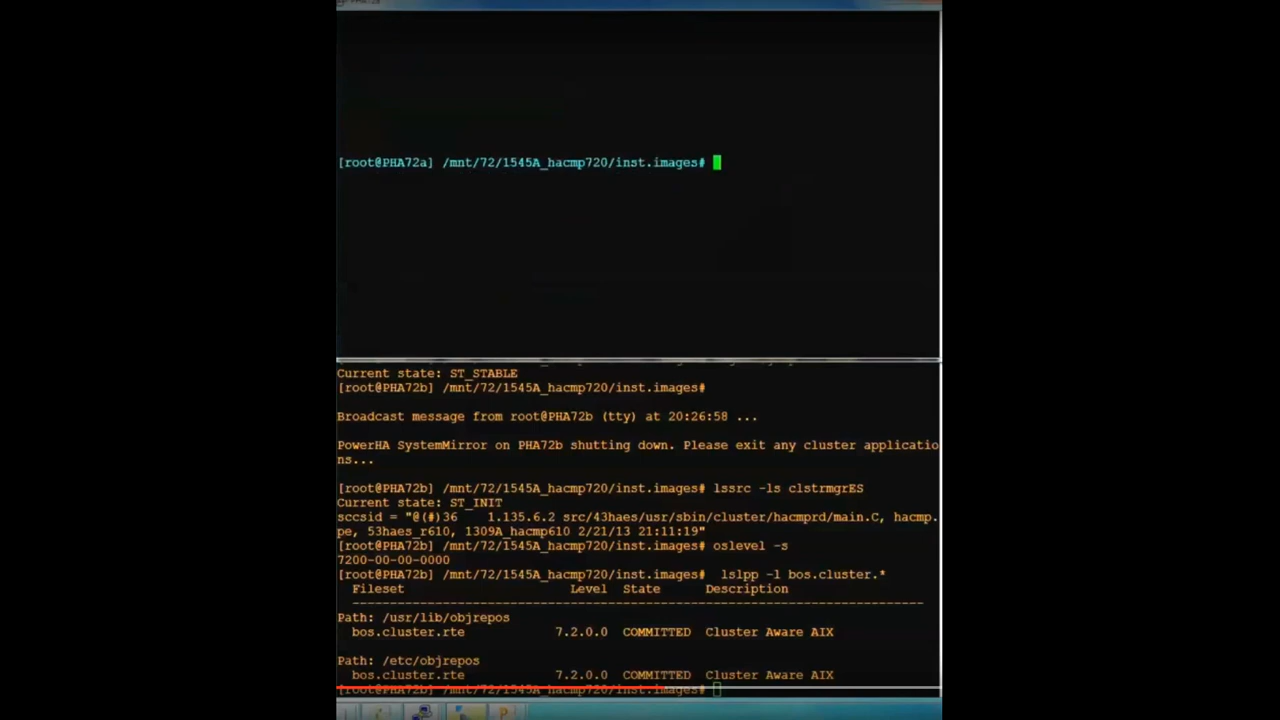 [root@PHA72a] /mnt/72/1545A_hacmp720/inst.images#
Current state: ST_STABLE
[root@PHA72b] /mnt/72/1545A_hacmp720/inst.images#
Broadcast message from root@PHA72b (tty) at 20:26:58 ...
PowerHA SystemMirror on PHA72b shutting down. Please exit any cluster applicatio
ns...
[root@PHA72b] /mnt/72/1545A_hacmp720/inst.images# lssrc -ls clstrmgrES
Current state: ST_INIT
sccsid = "@(#)36 1.135.6.2 src/43haes/usr/sbin/cluster/hacmprd/main.C, hacmp.
pe, 53haes_r610, 1309A_hacmp610 2/21/13 21:11:19"
[root@PHA72b] /mnt/72/1545A_hacmp720/inst.images# oslevel -s
7200-00-00-0000
[root@PHA72b] /mnt/72/1545A_hacmp720/inst.images# lslpp -l bos.cluster.*
Fileset Level State Description
----------------------------------------------------------------------------
Path: /usr/lib/objrepos
bos.cluster.rte 7.2.0.0 COMMITTED Cluster Aware AIX
Path: /etc/objrepos
bos.cluster.rte 7.2.0.0 COMMITTED Cluster Aware AIX
[root@PHA72b] /mnt/72/1545A_hacmp720/inst.images#